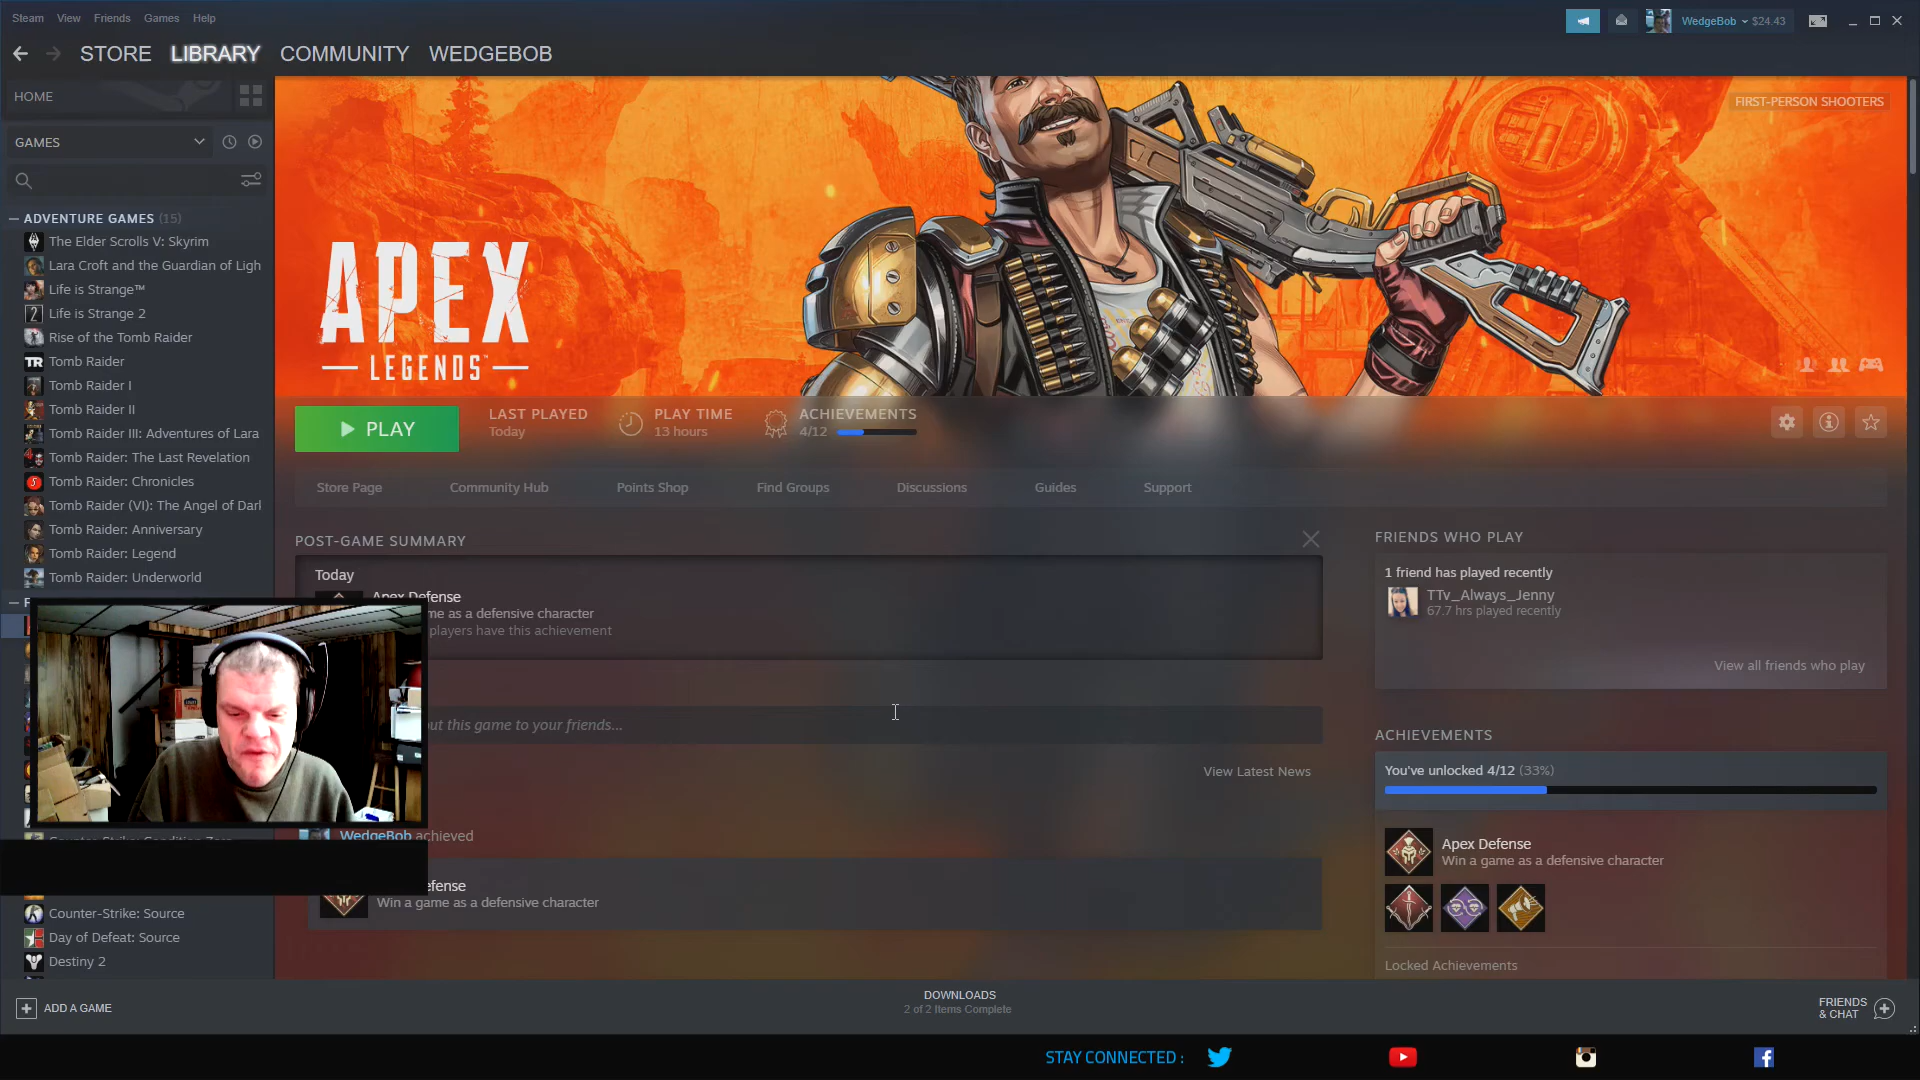 Steam View Friends Games Help
WedgeBob $24.43
STORE LIBRARY COMMUNITY WEDGEBOB
HOME
GAMES
ADVENTURE GAMES (15)
The Elder Scrolls V: Skyrim
Lara Croft and the Guardian of Ligh
Life is Strange™
Life is Strange 2
Rise of the Tomb Raider
Tomb Raider
Tomb Raider I
Tomb Raider II
Tomb Raider III: Adventures of Lara
Tomb Raider: The Last Revelation
Tomb Raider: Chronicles
Tomb Raider (VI): The Angel of Darl
Tomb Raider: Anniversary
Tomb Raider: Legend
Tomb Raider: Underworld
Counter-Strike: Condition Zero
Counter-Strike: Source
Day of Defeat: Source
Destiny 2
ADD A GAME
FIRST-PERSON SHOOTERS
APEX
LEGENDS™
PLAY
LAST PLAYED
Today
PLAY TIME
13 hours
ACHIEVEMENTS
4/12
Store Page Community Hub Points Shop Find Groups Discussions Guides Support
POST-GAME SUMMARY
Today
Apex Defense
me as a defensive character
players have this achievement
out this game to your friends...
View Latest News
WedgeBob achieved
efense
Win a game as a defensive character
FRIENDS WHO PLAY
1 friend has played recently
TTv_Always_Jenny
67.7 hrs played recently
View all friends who play
ACHIEVEMENTS
You've unlocked 4/12 (33%)
Apex Defense
Win a game as a defensive character
Locked Achievements
DOWNLOADS
2 of 2 Items Complete
FRIENDS
& CHAT
STAY CONNECTED :